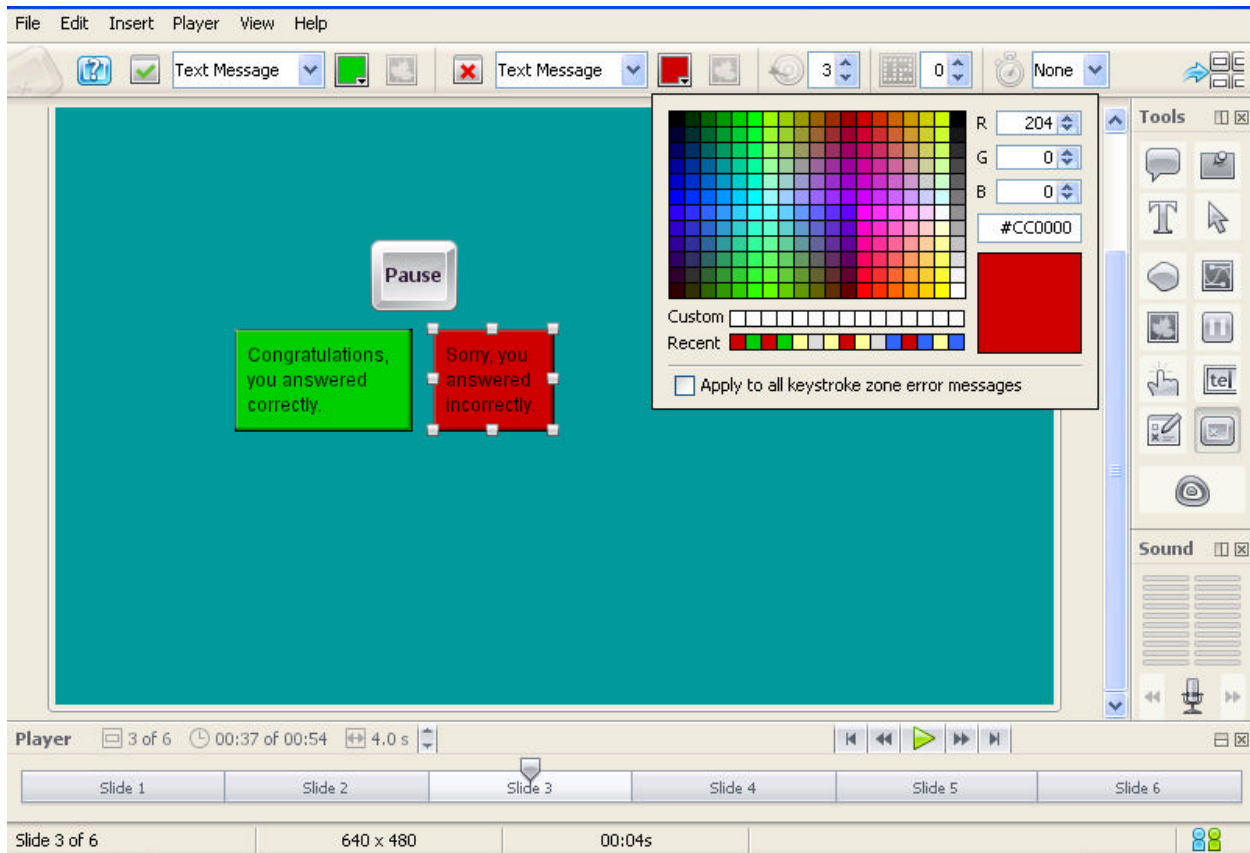 File Edit Insert Player View Help
Text Message Text Message 3 0 None
R 204
G 0
B 0
#CC0000
Custom
Recent
Apply to all keystroke zone error messages
Tools
T
te
Pause
Congratulations,
you answered
correctly.
Sorry, you
answered
incorrectly.
Sound
Player 3 of 6 00:37 of 00:54 4.0 s
Slide 1 Slide 2 Slide 3 Slide 4 Slide 5 Slide 6
Slide 3 of 6 640 x 480 00:04s